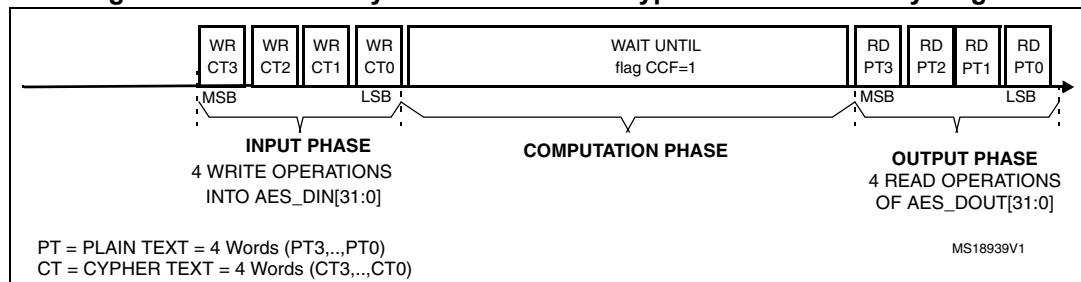 WR CT3 WR CT2 WR CT1 WR CT0 WAIT UNTIL flag CCF=1 RD PT3 RD PT2 RD PT1 RD PT0
MSB LSB MSB LSB
INPUT PHASE
4 WRITE OPERATIONS
INTO AES_DIN[31:0]
COMPUTATION PHASE
OUTPUT PHASE
4 READ OPERATIONS
OF AES_DOUT[31:0]
PT = PLAIN TEXT = 4 Words (PT3,..,PT0)
CT = CYPHER TEXT = 4 Words (CT3,..,CT0)
MS18939V1